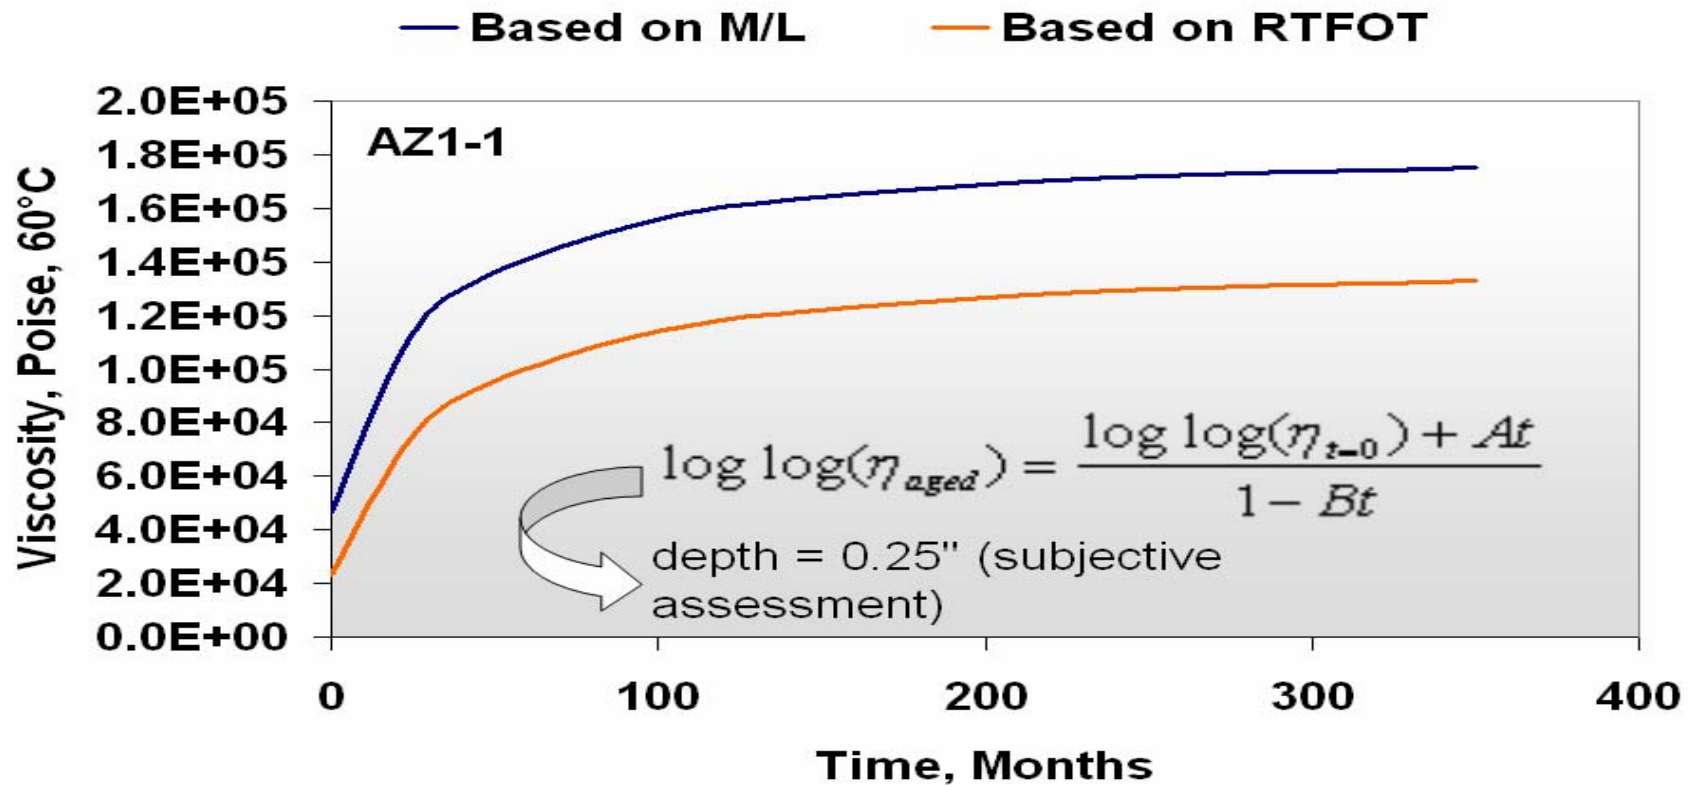 Based on M/L Based on RTFOT
AZ1-1
Viscosity, Poise, 60°C
2.0E+05
1.8E+05
1.6E+05
1.4E+05
1.2E+05
1.0E+05
8.0E+04
6.0E+04
4.0E+04
2.0E+04
0.0E+00
log log(η aged) = log log(η t=0) + At / 1 − Bt
depth = 0.25" (subjective
assessment)
0 100 200 300 400
Time, Months